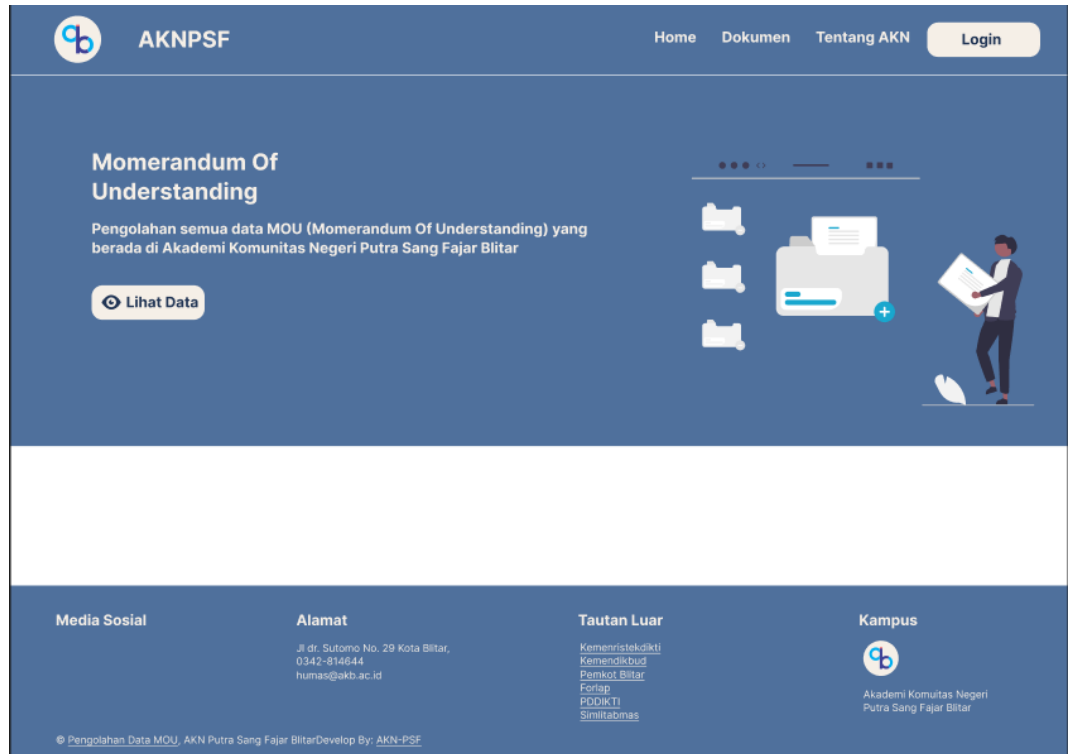 AKNPSF
Home Dokumen Tentang AKN Login
Momerandum Of
Understanding
Pengolahan semua data MOU (Momerandum Of Understanding) yang
berada di Akademi Komunitas Negeri Putra Sang Fajar Blitar
Lihat Data
Media Sosial
Alamat
Jl dr. Sutomo No. 29 Kota Blitar,
0342-814644
humas@akb.ac.id
Tautan Luar
Kemenristekdikti
Kemendikbud
Pemkot Blitar
Forlap
PDDIKTI
Simlitabmas
Kampus
Akademi Komuitas Negeri
Putra Sang Fajar Blitar
© Pengolahan Data MOU, AKN Putra Sang Fajar BlitarDevelop By: AKN-PSF